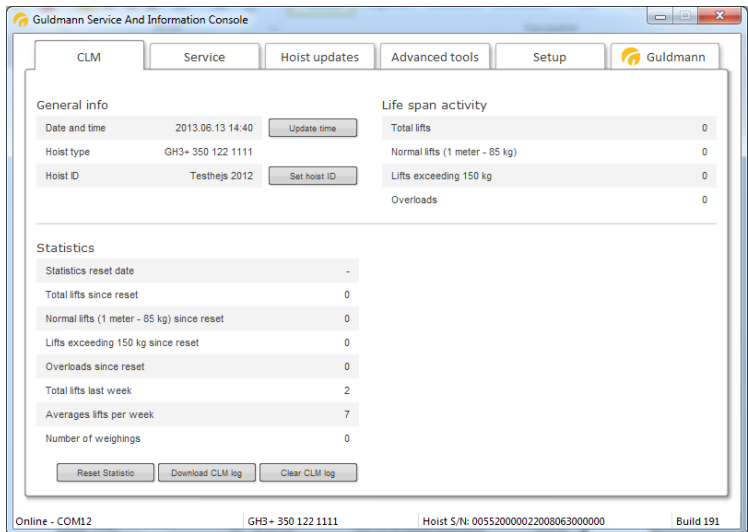 Guldmann Service And Information Console
CLM Service Hoist updates Advanced tools Setup Guldmann
General info
Date and time 2013.06.13 14:40 Update time
Hoist type GH3+ 350 122 1111
Hoist ID Testhejs 2012 Set hoist ID
Life span activity
Total lifts 0
Normal lifts (1 meter - 85 kg) 0
Lifts exceeding 150 kg 0
Overloads 0
Statistics
Statistics reset date -
Total lifts since reset 0
Normal lifts (1 meter - 85 kg) since reset 0
Lifts exceeding 150 kg since reset 0
Overloads since reset 0
Total lifts last week 2
Averages lifts per week 7
Number of weighings 0
Reset Statistic Download CLM log Clear CLM log
Online - COM12 GH3+ 350 122 1111 Hoist S/N: 005520000022008063000000 Build 191